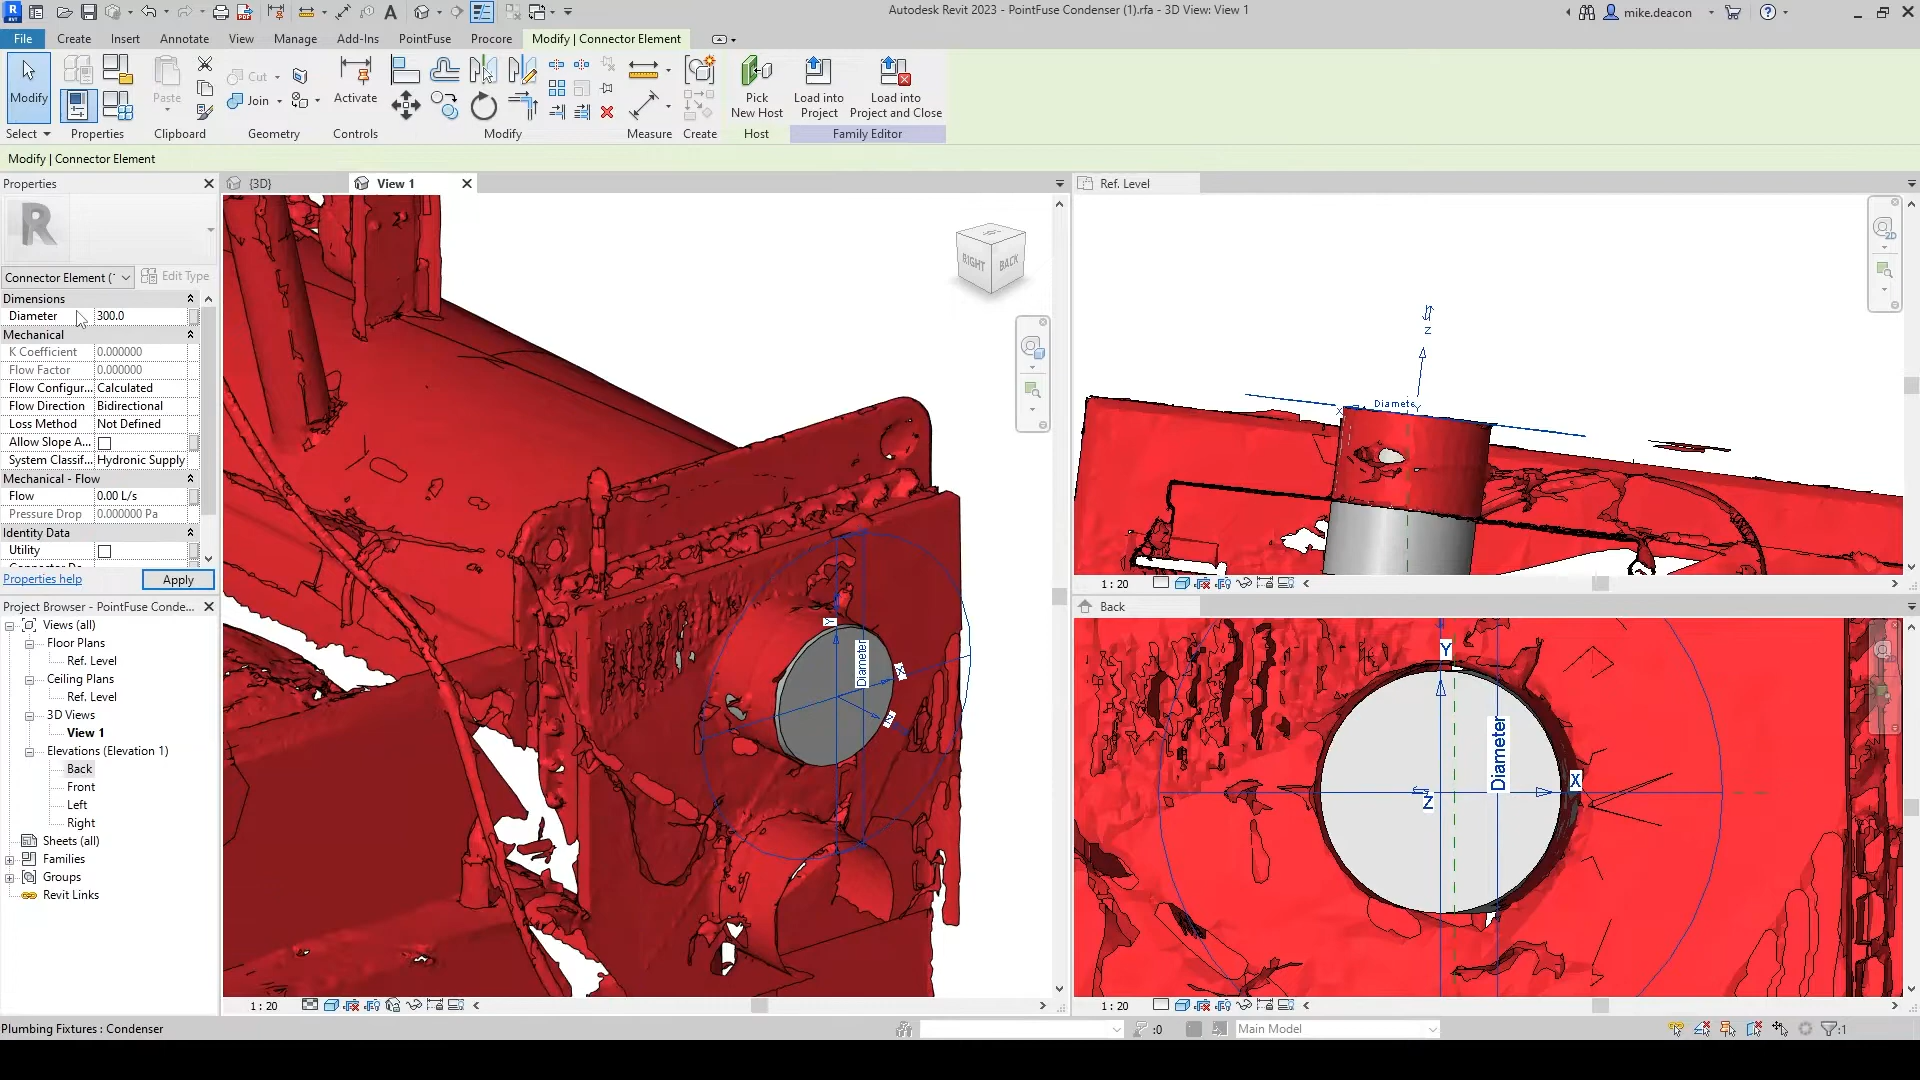 Autodesk Revit 2023 - PointFuse Condenser (1).rfa - 3D View: View 1
mike.deacon
File Create Insert Annotate View Manage Add-Ins PointFuse Procore Modify | Connector Element
Modify
Paste
Cut
Join
Activate
Pick
New Host
Load into
Project
Load into
Project and Close
Select Properties Clipboard Geometry Controls Modify Measure Create Host Family Editor
Modify | Connector Element
Properties
{3D}
View 1
Ref. Level
R
Connector Element (
Edit Type
Dimensions
Diameter 300.0
Mechanical
K Coefficient 0.000000
Flow Factor 0.000000
Flow Configur... Calculated
Flow Direction Bidirectional
Loss Method Not Defined
Allow Slope A...
System Classif... Hydronic Supply
Mechanical - Flow
Flow 0.00 L/s
Pressure Drop 0.000000 Pa
Identity Data
Utility
Properties help
Apply
Project Browser - PointFuse Conde...
Views (all)
Floor Plans
Ref. Level
Ceiling Plans
Ref. Level
3D Views
View 1
Elevations (Elevation 1)
Back
Front
Left
Right
Sheets (all)
Families
Groups
Revit Links
RIGHT
BACK
Y
Diameter
X
Z
1 : 20
2D
Z
X
Diamete
Y
1 : 20
Back
Y
Diameter
X
Z
1 : 20
Plumbing Fixtures : Condenser
:0
Main Model
:1